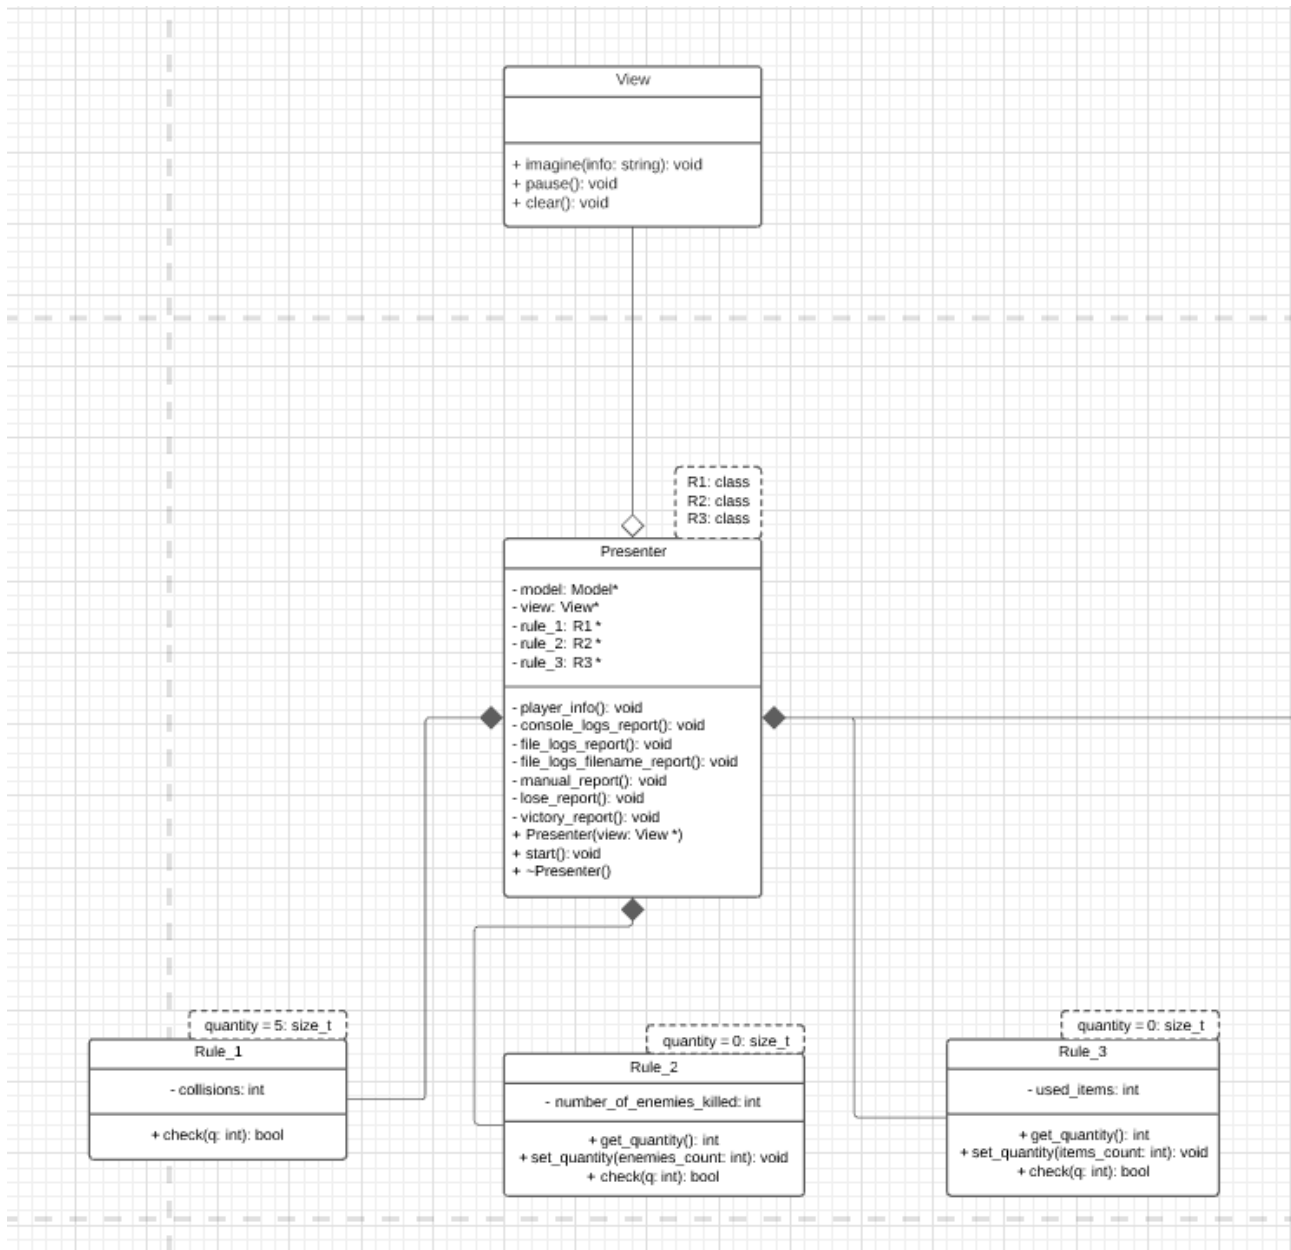 View
+ imagine(info: string): void
+ pause(): void
+ clear(): void
R1: class
R2: class
R3: class
Presenter
- model: Model*
- view: View*
- rule_1: R1 *
- rule_2: R2 *
- rule_3: R3 *
- player_info(): void
- console_logs_report(): void
- file_logs_report(): void
- file_logs_filename_report(): void
- manual_report(): void
- lose_report(): void
- victory_report(): void
+ Presenter(view: View *)
+ start(): void
+ ~Presenter()
quantity = 5: size_t
Rule_1
- collisions: int
+ check(q: int): bool
quantity = 0: size_t
Rule_2
- number_of_enemies_killed: int
+ get_quantity(): int
+ set_quantity(enemies_count: int): void
+ check(q: int): bool
quantity = 0: size_t
Rule_3
- used_items: int
+ get_quantity(): int
+ set_quantity(items_count: int): void
+ check(q: int): bool